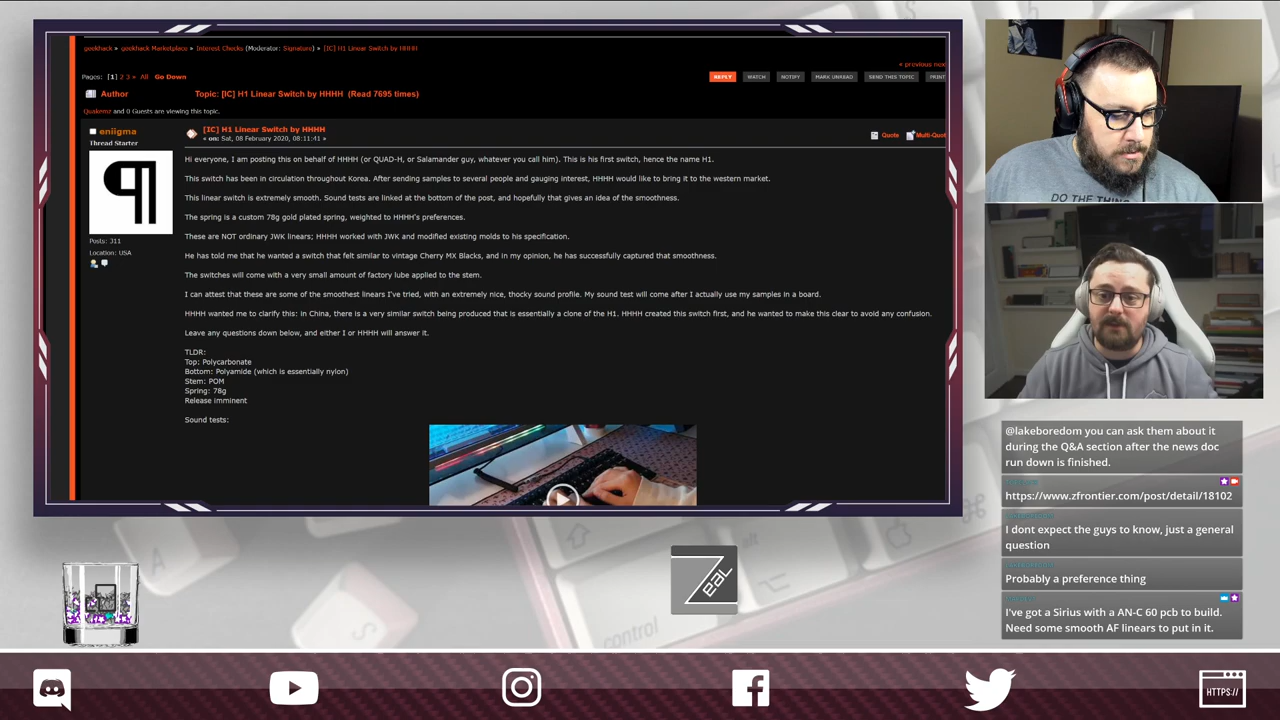 geekhack » geekhack Marketplace » Interest Checks (Moderator: Signature) » [IC] H1 Linear Switch by HHHH
« previous nex
Pages: [1] 2 3 » All Go Down
REPLY WATCH NOTIFY MARK UNREAD SEND THIS TOPIC PRINT
Author Topic: [IC] H1 Linear Switch by HHHH (Read 7695 times)
Quakemz and 0 Guests are viewing this topic.
eniigma
Thread Starter
Posts: 311
Location: USA
[IC] H1 Linear Switch by HHHH
« on: Sat, 08 February 2020, 08:11:41 »
Quote Multi-Quot
Hi everyone, I am posting this on behalf of HHHH (or QUAD-H, or Salamander guy, whatever you call him). This is his first switch, hence the name H1.
This switch has been in circulation throughout Korea. After sending samples to several people and gauging interest, HHHH would like to bring it to the western market.
This linear switch is extremely smooth. Sound tests are linked at the bottom of the post, and hopefully that gives an idea of the smoothness.
The spring is a custom 78g gold plated spring, weighted to HHHH's preferences.
These are NOT ordinary JWK linears; HHHH worked with JWK and modified existing molds to his specification.
He has told me that he wanted a switch that felt similar to vintage Cherry MX Blacks, and in my opinion, he has successfully captured that smoothness.
The switches will come with a very small amount of factory lube applied to the stem.
I can attest that these are some of the smoothest linears I've tried, with an extremely nice, thocky sound profile. My sound test will come after I actually use my samples in a board.
HHHH wanted me to clarify this: in China, there is a very similar switch being produced that is essentially a clone of the H1. HHHH created this switch first, and he wanted to make this clear to avoid any confusion.
Leave any questions down below, and either I or HHHH will answer it.
TLDR:
Top: Polycarbonate
Bottom: Polyamide (which is essentially nylon)
Stem: POM
Spring: 78g
Release Imminent
Sound tests:
DO THE THING
@lakeboredom you can ask them about it
during the Q&A section after the news doc
run down is finished.
https://www.zfrontier.com/post/detail/18102
I dont expect the guys to know, just a general
question
Probably a preference thing
I've got a Sirius with a AN-C 60 pcb to build.
Need some smooth AF linears to put in it.
Zeal
alt
control
HTTPS://